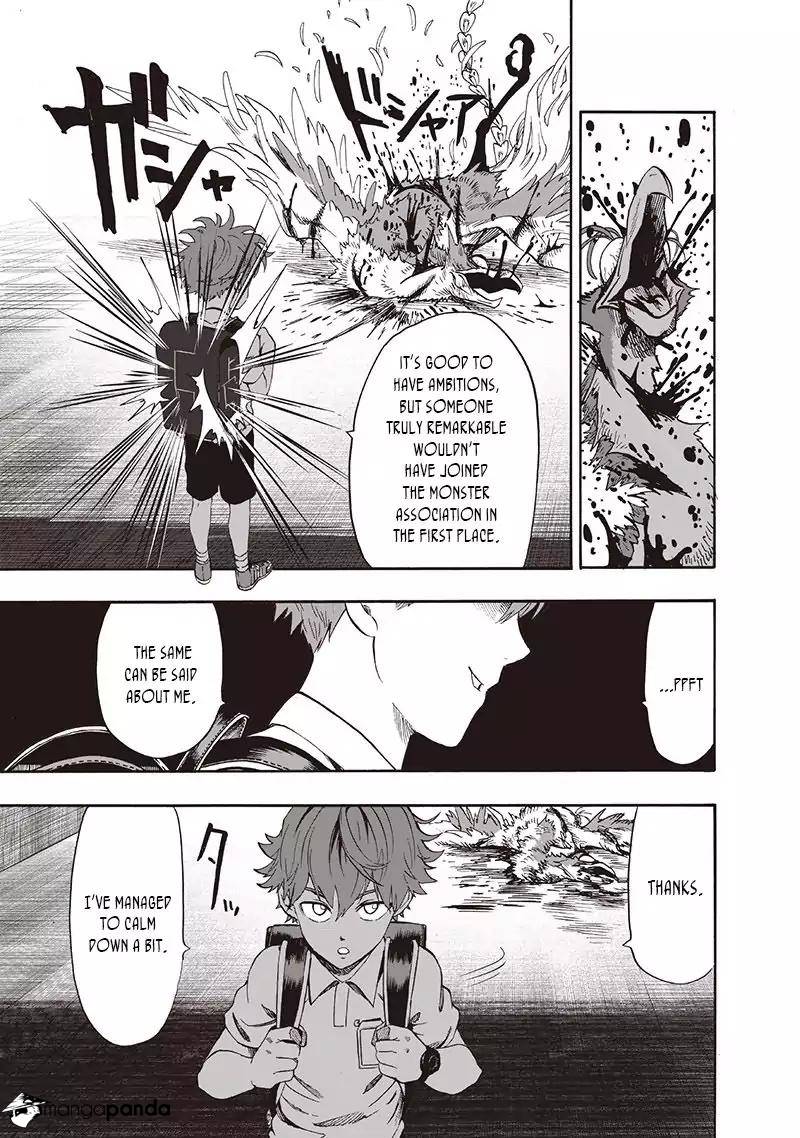 ドシャァ
ガシャ
IT'S GOOD TO
HAVE AMBITIONS,
BUT SOMEONE
TRULY REMARKABLE
WOULDN'T
HAVE JOINED
THE MONSTER
ASSOCIATION IN
THE FIRST PLACE.
...PPFT
THE SAME
CAN BE SAID
ABOUT ME.
THANKS.
タッ
I'VE MANAGED
TO CALM
DOWN A BIT.
mangapanda